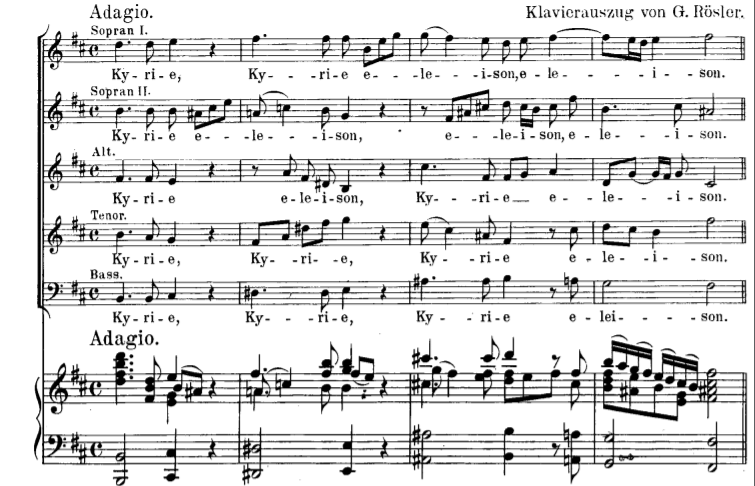 Adagio.
Klavierauszug von G. Rösler.
Sopran I.
Ky-ri-e, Ky--ri-e e--le--i-son, e--le---i-son.
Sopran II.
Ky-ri-e e--le--i-son, e--le-i-son, e-le--i-son.
Alt.
Ky-ri-e e-le-i-son, Ky--ri-e e--le---i-son.
Tenor.
Ky-ri-e, Ky--ri-e, Ky--ri-e e-le--i-son.
Bass.
Ky-ri-e, Ky--ri-e, Ky--ri-e e-lei--son.
Adagio.